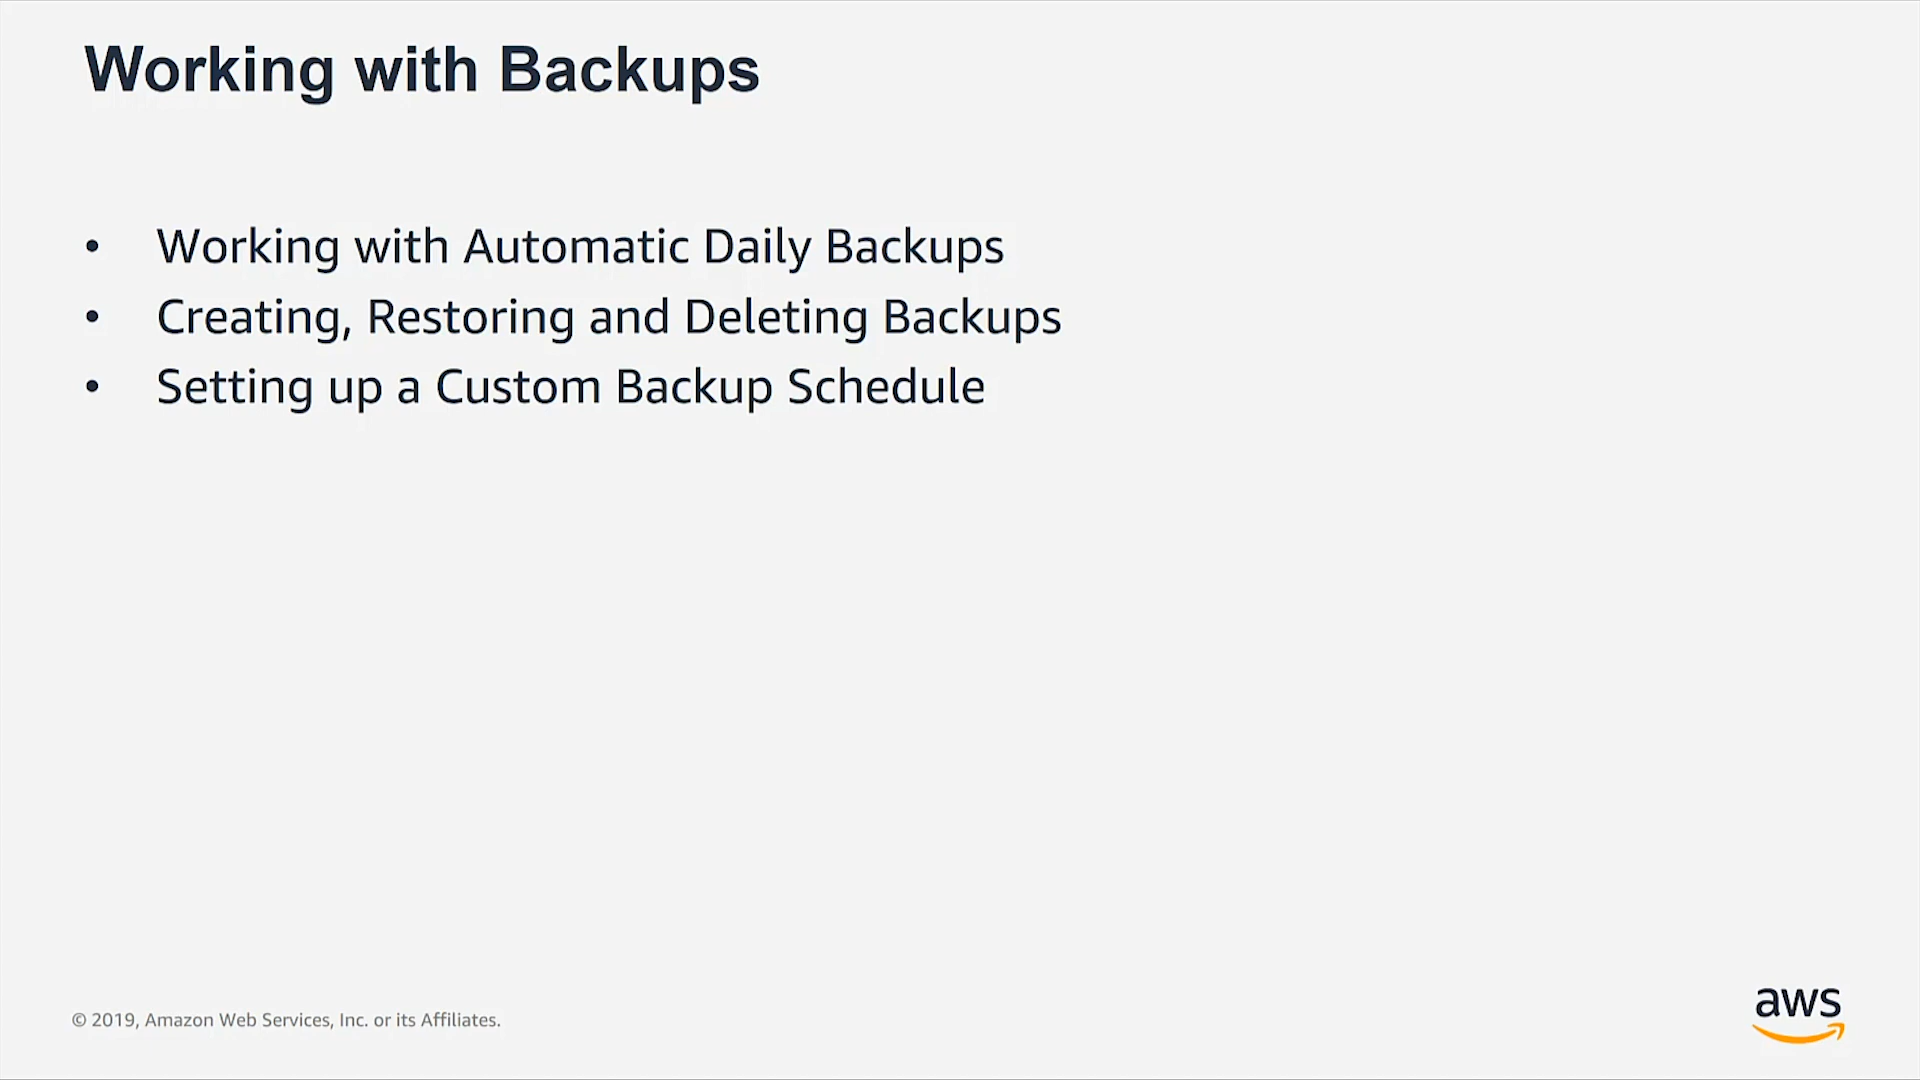 Working with Backups
• Working with Automatic Daily Backups
• Creating, Restoring and Deleting Backups
• Setting up a Custom Backup Schedule
© 2019, Amazon Web Services, Inc. or its Affiliates.
aws